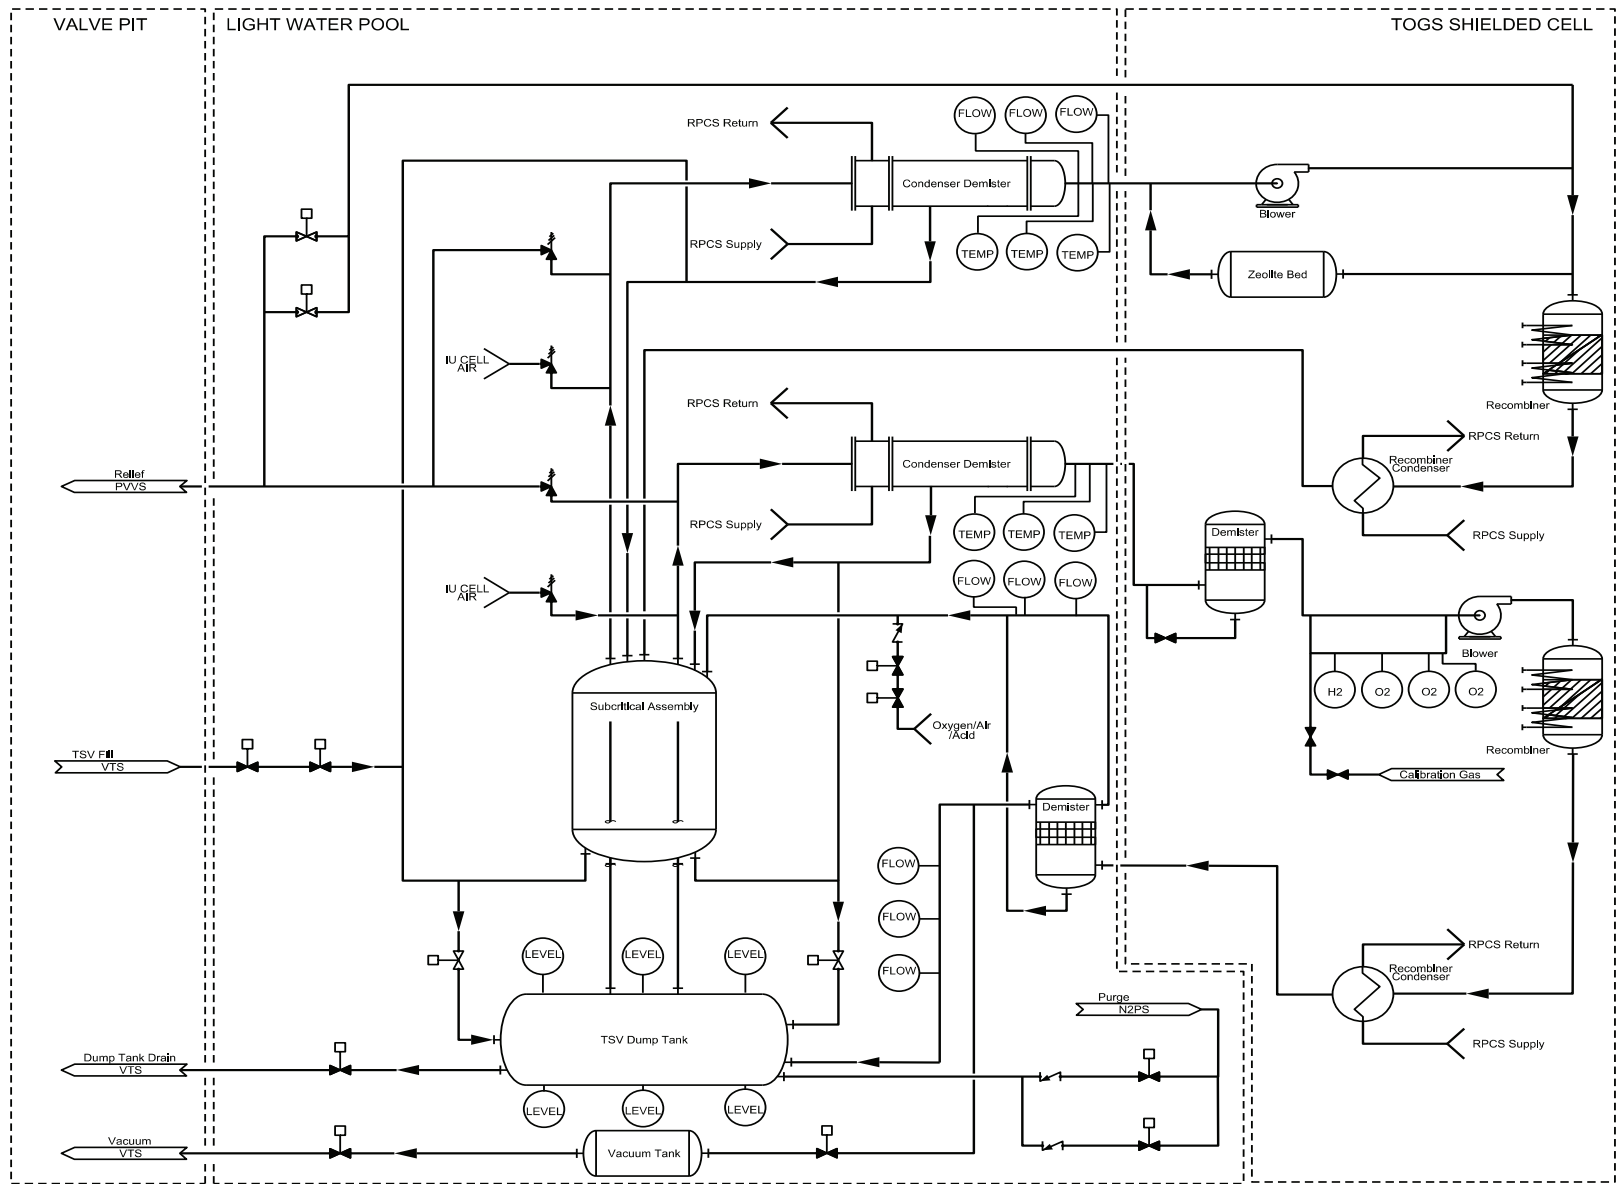 VALVE PIT
LIGHT WATER POOL
TOGS SHIELDED CELL
RPCS Return
FLOW
FLOW
FLOW
Condenser Demister
Blower
RPCS Supply
TEMP
TEMP
TEMP
Zeolite Bed
IU CELL
AIR
RPCS Return
Recombiner
RPCS Return
Recombiner
Condenser
Condenser Demister
Relief
PVVS
RPCS Supply
TEMP
TEMP
TEMP
Demister
RPCS Supply
IU CELL
AIR
FLOW
FLOW
FLOW
Blower
Subcritical Assembly
H2
O2
O2
O2
Oxygen/Air
/Acid
TSV Fill
VTS
Recombiner
Calibration Gas
Demister
FLOW
FLOW
FLOW
LEVEL
LEVEL
LEVEL
RPCS Return
Recombiner
Condenser
Purge
N2PS
TSV Dump Tank
RPCS Supply
Dump Tank Drain
VTS
LEVEL
LEVEL
LEVEL
Vacuum
VTS
Vacuum Tank